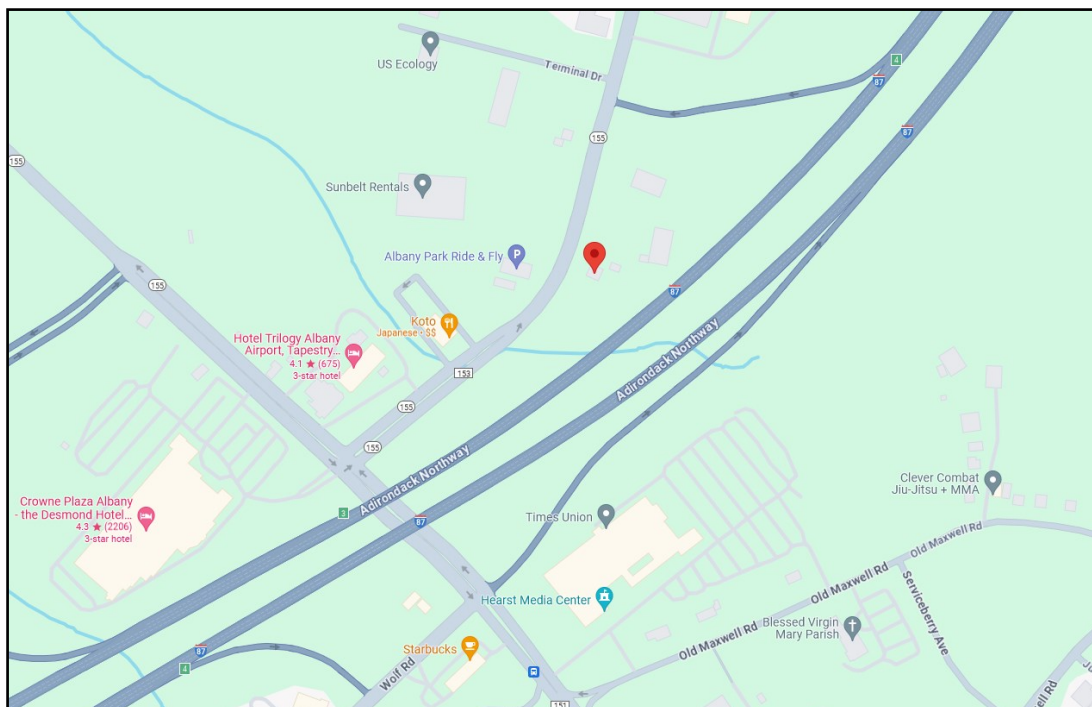 US Ecology
Terminal Dr
4
87
87
155
155
Sunbelt Rentals
Albany Park Ride & Fly
P
155
87
Koto
Japanese · $$
Hotel Trilogy Albany
Airport, Tapestry...
4.1 ★ (675)
3-star hotel
153
Adirondack Northway
155
155
Adirondack Northway
Crowne Plaza Albany
- the Desmond Hotel...
4.3 ★ (2206)
3-star hotel
3
87
Times Union
Clever Combat
Jiu-Jitsu + MMA
Old Maxwell Rd
Old Maxwell Rd
Serviceberry Ave
Hearst Media Center
Blessed Virgin
Mary Parish
Old Maxwell Rd
87
4
Wolf Rd
Starbucks
151